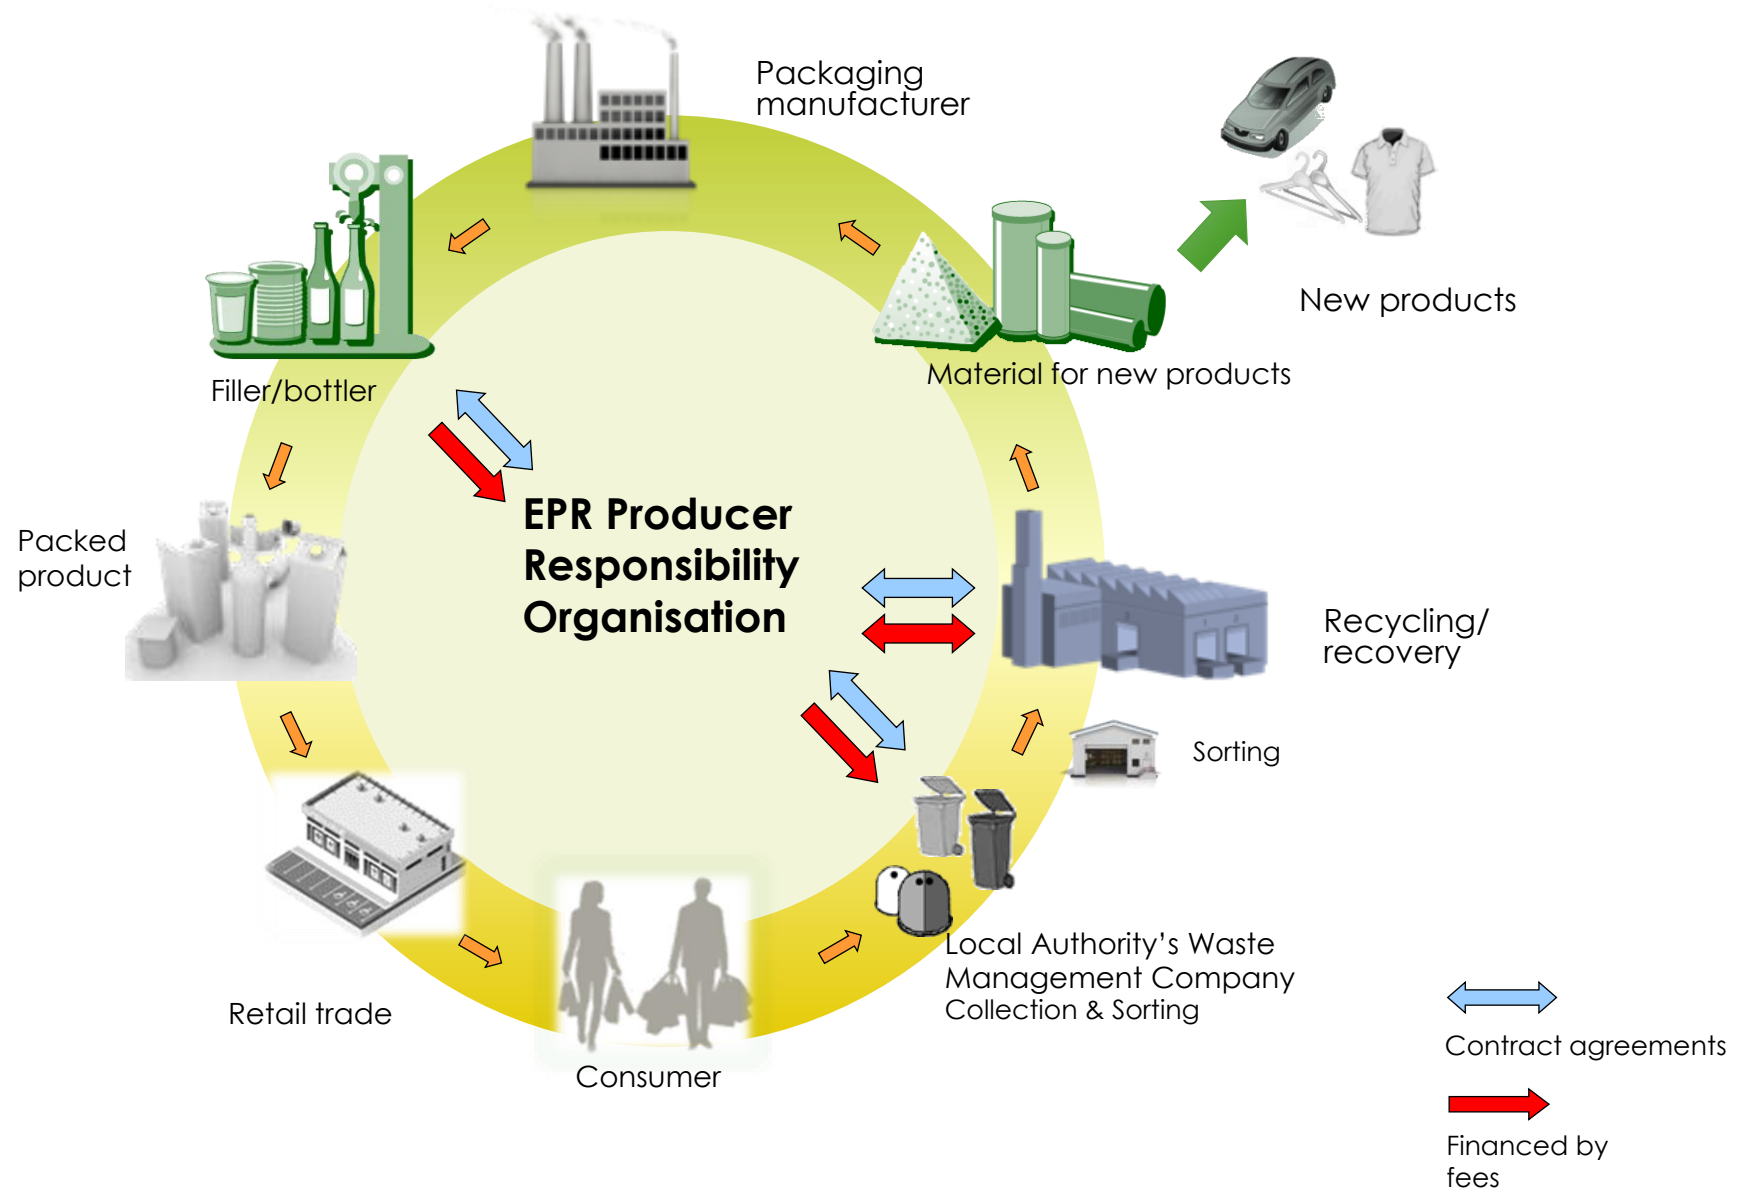 Packaging
manufacturer
New products
Material for new products
Filler/bottler
EPR Producer
Responsibility
Organisation
Packed
product
Recycling/
recovery
Sorting
Local Authority’s Waste
Management Company
Collection & Sorting
Retail trade
Consumer
Contract agreements
Financed by
fees